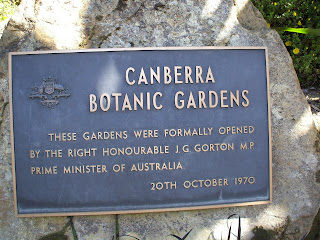 CANBERRA
BOTANIC GARDENS
THESE GARDENS WERE FORMALLY OPENED
BY THE RIGHT HONOURABLE J.G. GORTON M.P.
PRIME MINISTER OF AUSTRALIA
20TH OCTOBER 1970